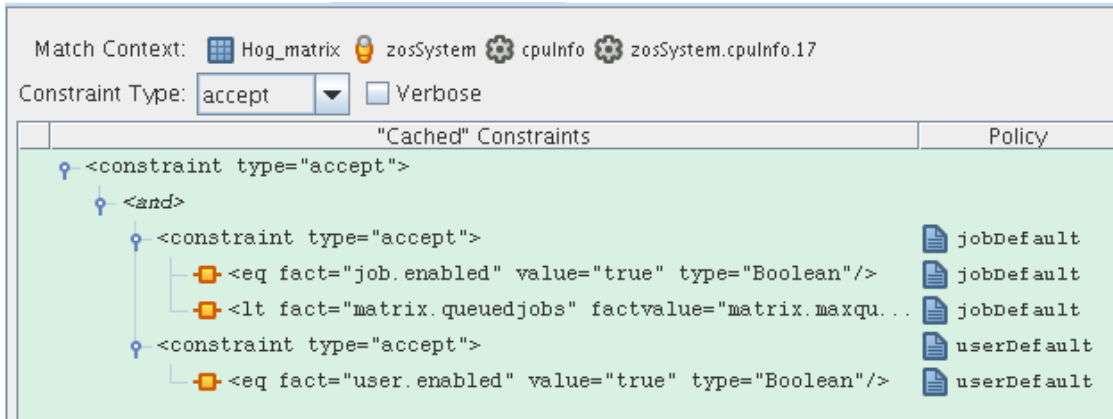 Match Context: Hog_matrix zosSystem cpuInfo zosSystem.cpuInfo.17
Constraint Type: accept Verbose
"Cached" Constraints Policy
<constraint type="accept">
<and>
<constraint type="accept"> jobDefault
<eq fact="job.enabled" value="true" type="Boolean"/> jobDefault
<lt fact="matrix.queuedjobs" factvalue="matrix.maxqu... jobDefault
<constraint type="accept"> userDefault
<eq fact="user.enabled" value="true" type="Boolean"/> userDefault